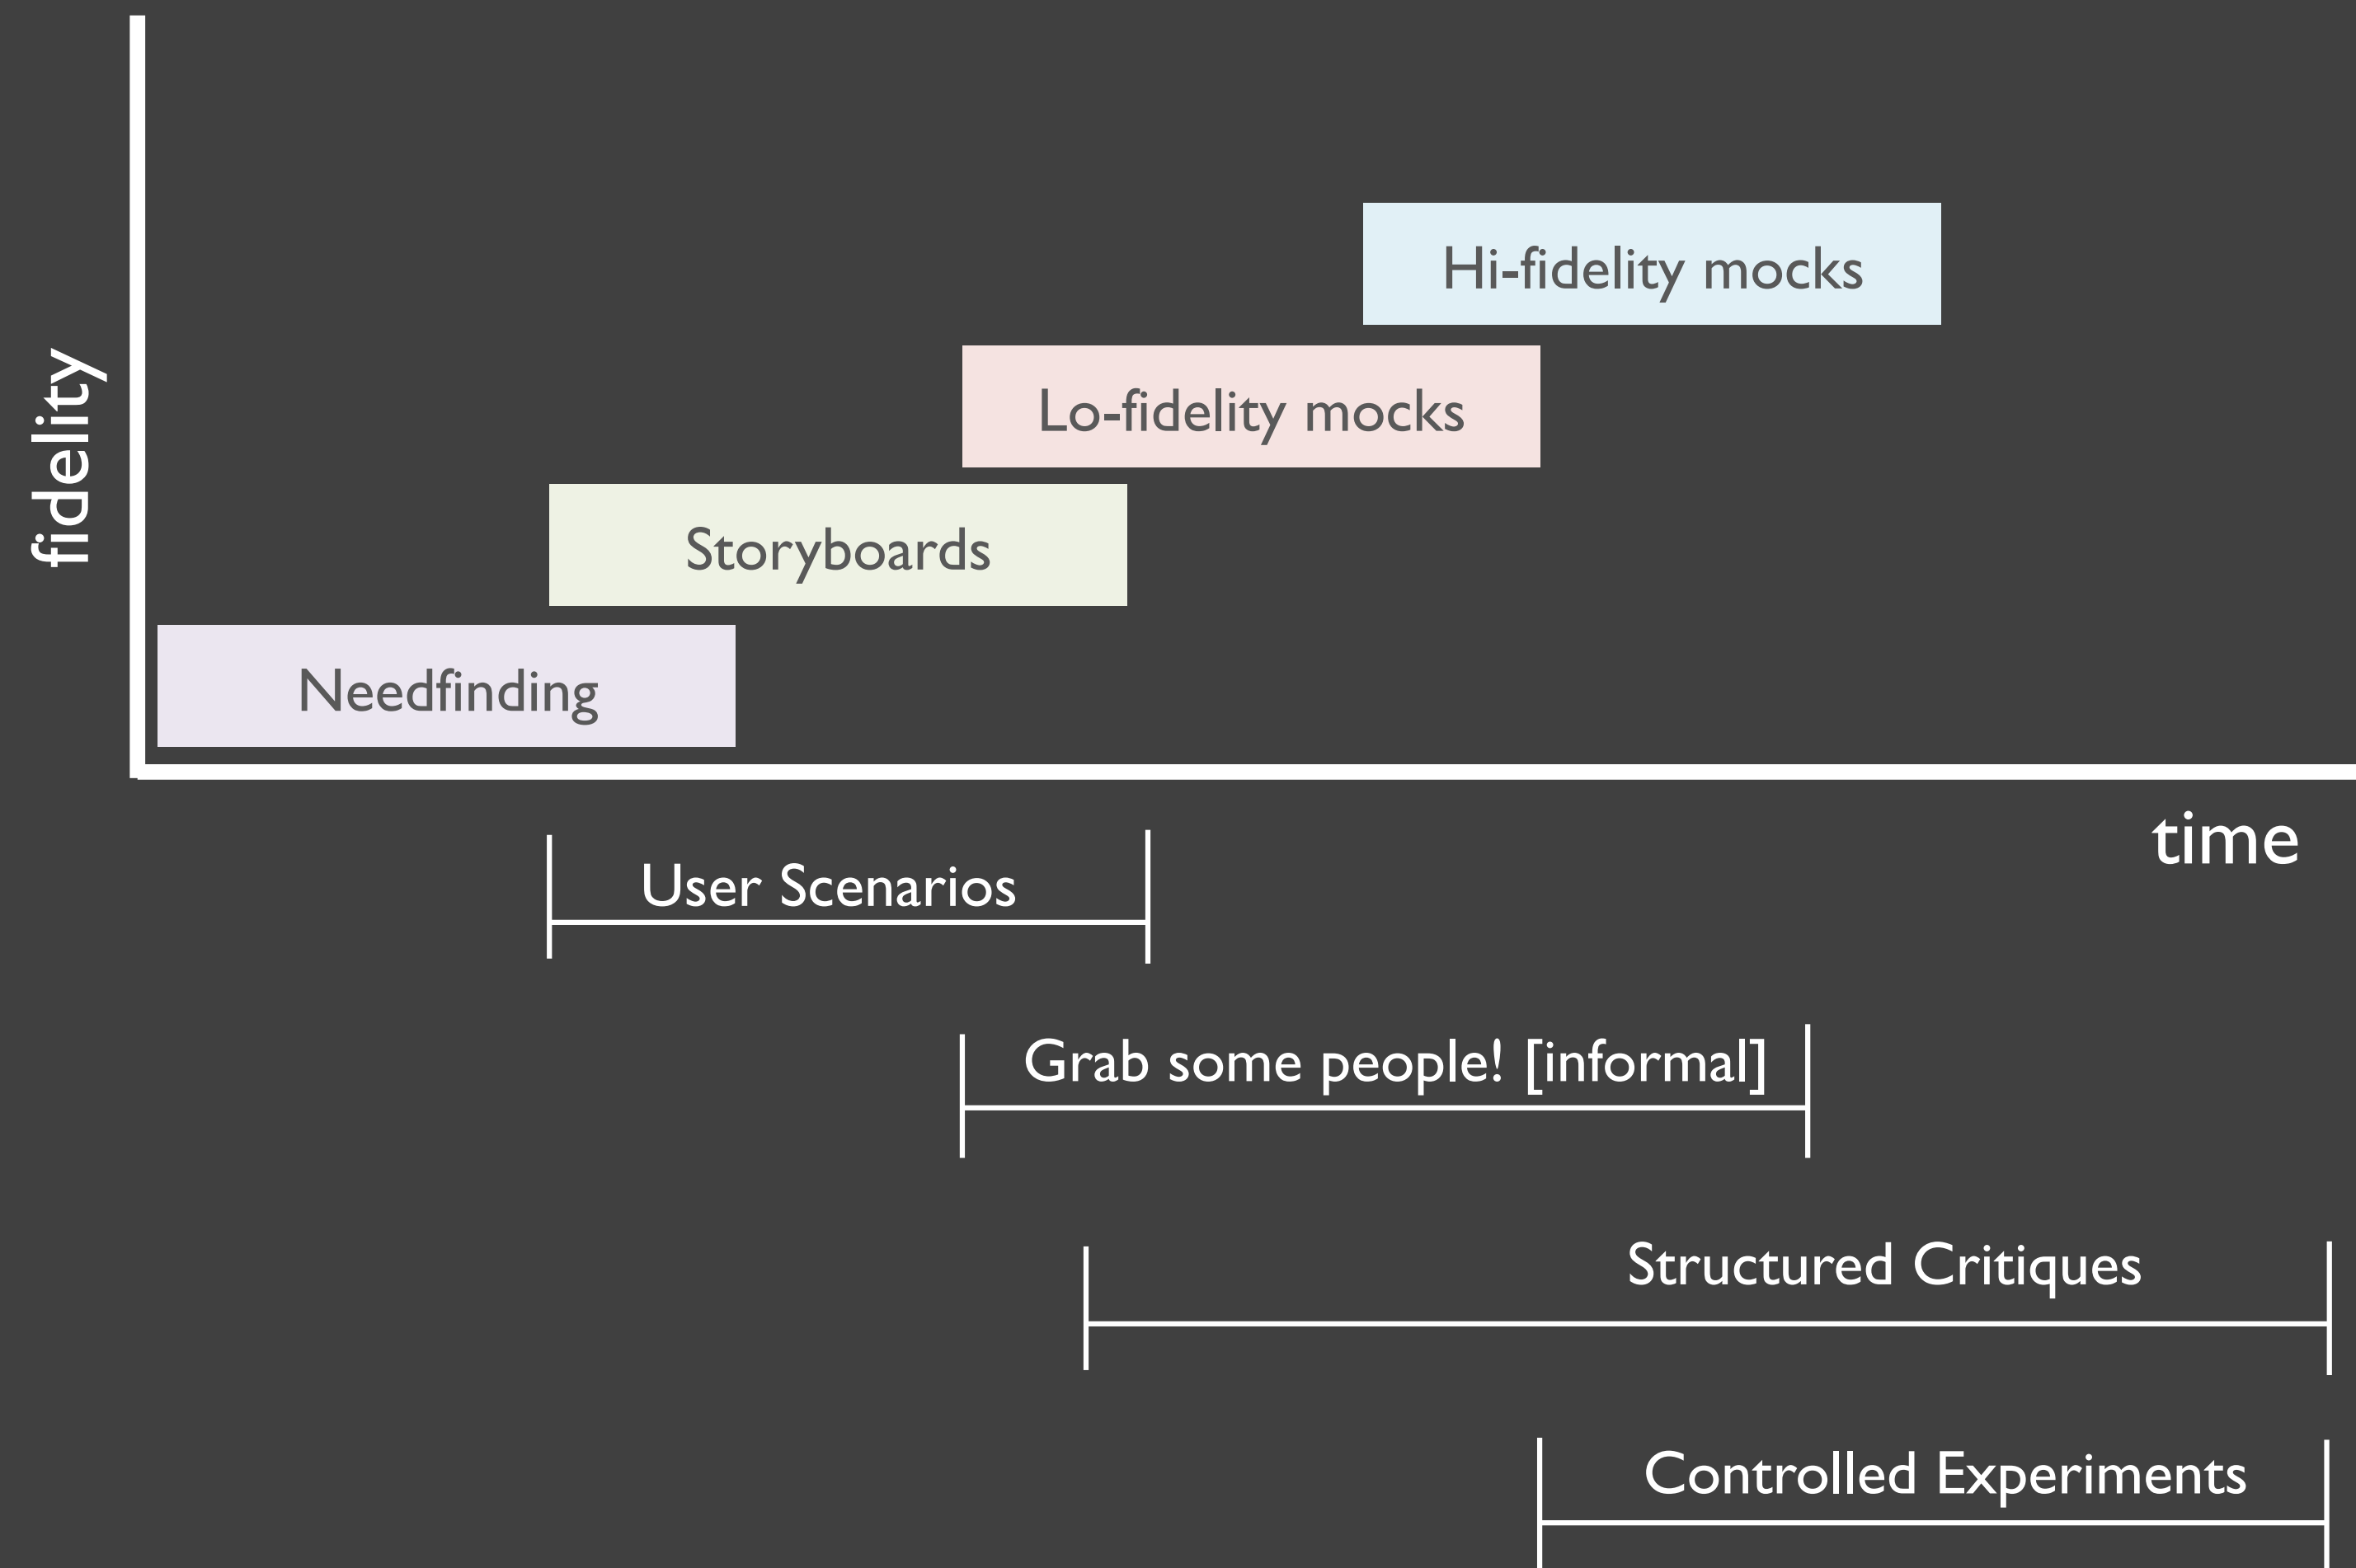 Hi-fidelity mocks
Lo-fidelity mocks
fidelity
Storyboards
Needfinding
time
User Scenarios
Grab some people! [informal]
Structured Critiques
Controlled Experiments